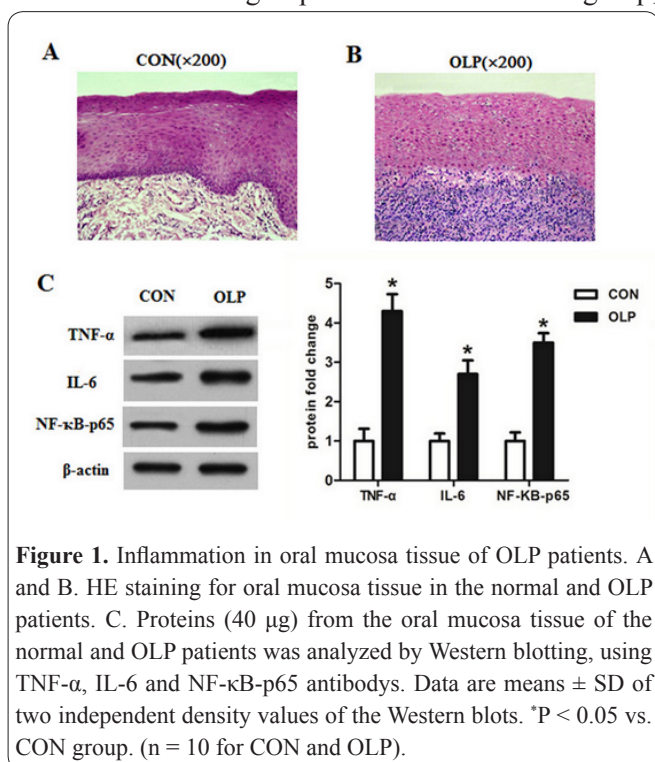 A
CON(×200)
B
OLP(×200)
C
CON OLP
TNF-α
IL-6
NF-κB-p65
β-actin
protein fold change
5
4
3
2
1
0
* * *
CON
OLP
TNF-α IL-6 NF-KB-p65
Figure 1. Inflammation in oral mucosa tissue of OLP patients. A
and B. HE staining for oral mucosa tissue in the normal and OLP
patients. C. Proteins (40 µg) from the oral mucosa tissue of the
normal and OLP patients was analyzed by Western blotting, using
TNF-α, IL-6 and NF-κB-p65 antibodys. Data are means ± SD of
two independent density values of the Western blots. *P < 0.05 vs.
CON group. (n = 10 for CON and OLP).